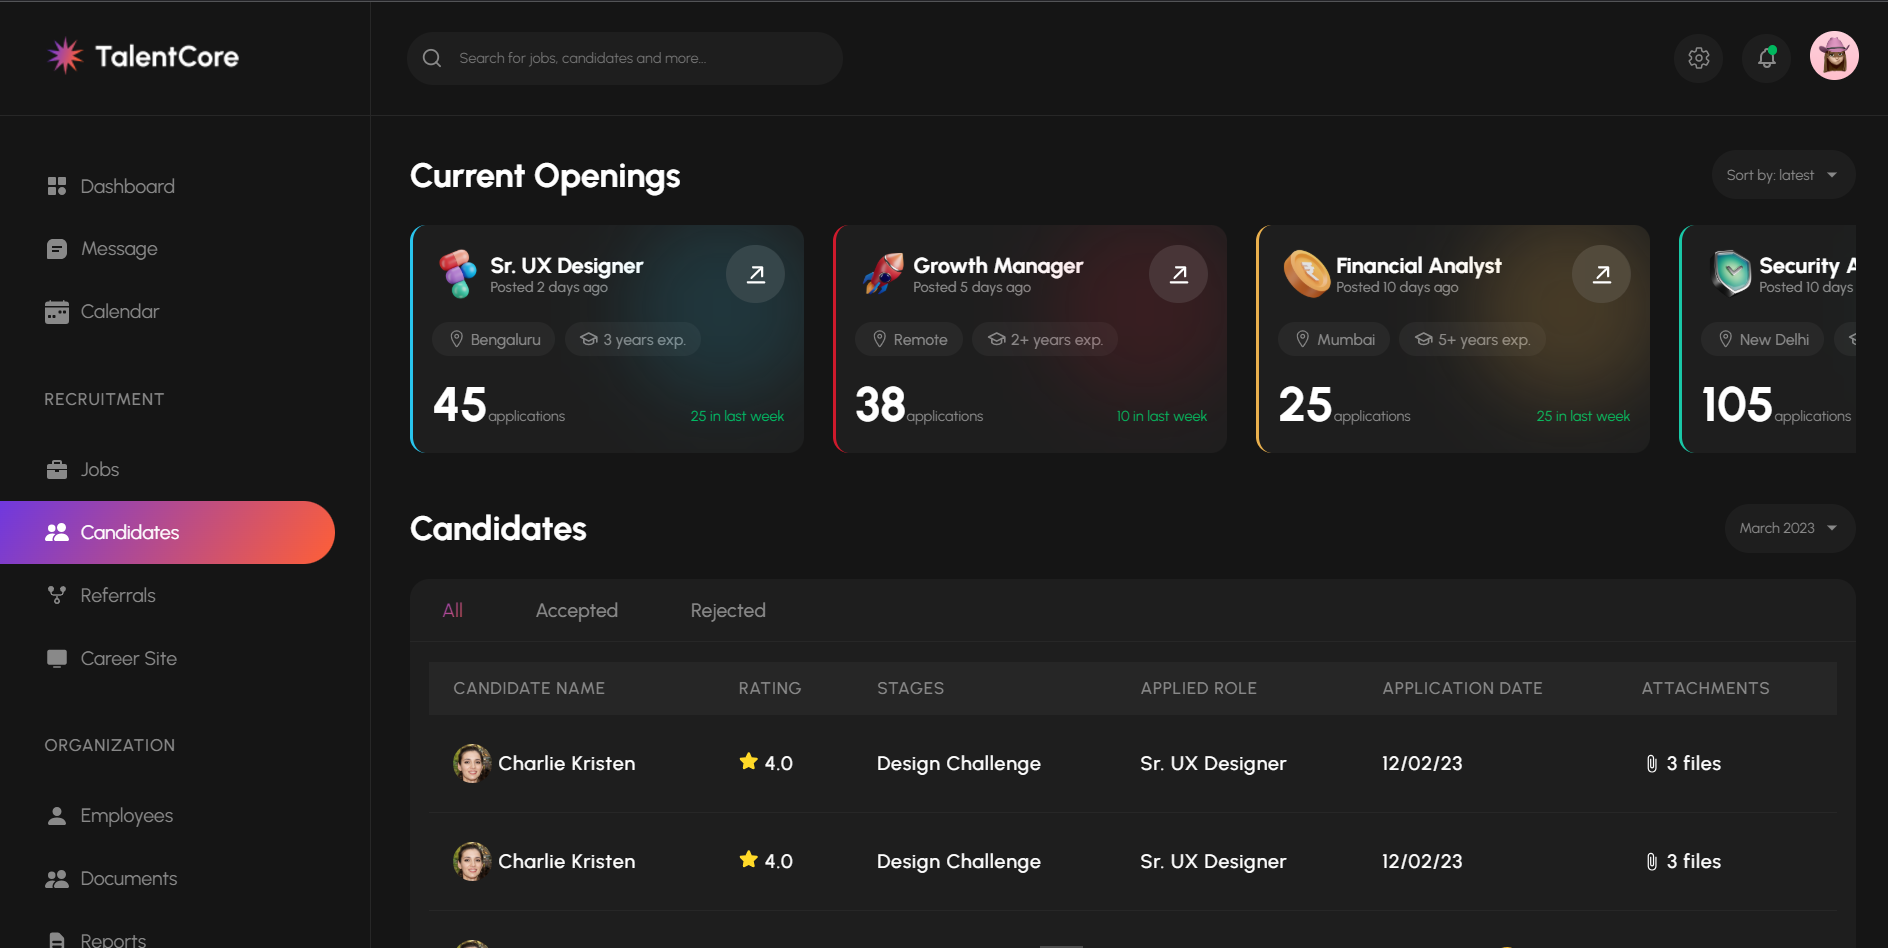 TalentCore
Search for jobs, candidates and more...
Dashboard
Message
Calendar
RECRUITMENT
Jobs
Candidates
Referrals
Career Site
ORGANIZATION
Employees
Documents
Reports
Current Openings
Sort by: latest
Sr. UX Designer
Posted 2 days ago
Bengaluru
3 years exp.
45 applications
25 in last week
Growth Manager
Posted 5 days ago
Remote
2+ years exp.
38 applications
10 in last week
Financial Analyst
Posted 10 days ago
Mumbai
5+ years exp.
25 applications
25 in last week
Security A
Posted 10 days
New Delhi
105 applications
Candidates
March 2023
All Accepted Rejected
CANDIDATE NAME RATING STAGES APPLIED ROLE APPLICATION DATE ATTACHMENTS
Charlie Kristen 4.0 Design Challenge Sr. UX Designer 12/02/23 3 files
Charlie Kristen 4.0 Design Challenge Sr. UX Designer 12/02/23 3 files